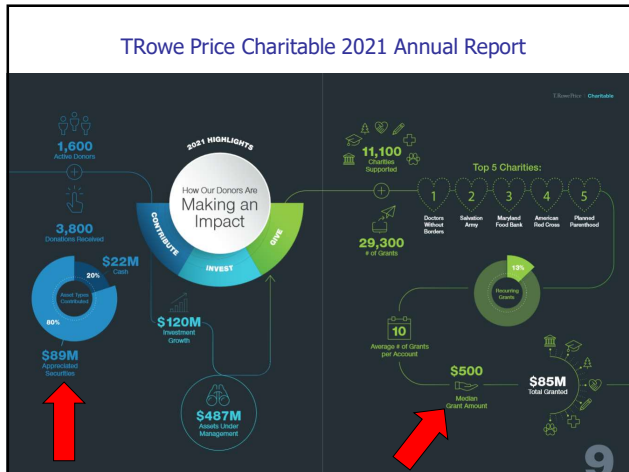 TRowe Price Charitable 2021 Annual Report
1,600
Active Donors
3,800
Donations Received
$22M
Cash
20%
Asset Types
Contributed
80%
$89M
Appreciated
Securities
2021 HIGHLIGHTS
How Our Donors Are
Making an
Impact
CONTRIBUTE
INVEST
GIVE
$120M
Investment
Growth
$487M
Assets Under
Management
T.RowePrice Charitable
11,100
Charities
Supported
29,300
# of Grants
Top 5 Charities:
1
Doctors
Without
Borders
2
Salvation
Army
3
Maryland
Food Bank
4
American
Red Cross
5
Planned
Parenthood
13%
Recurring
Grants
10
Average # of Grants
per Account
$500
Median
Grant Amount
$85M
Total Granted
9